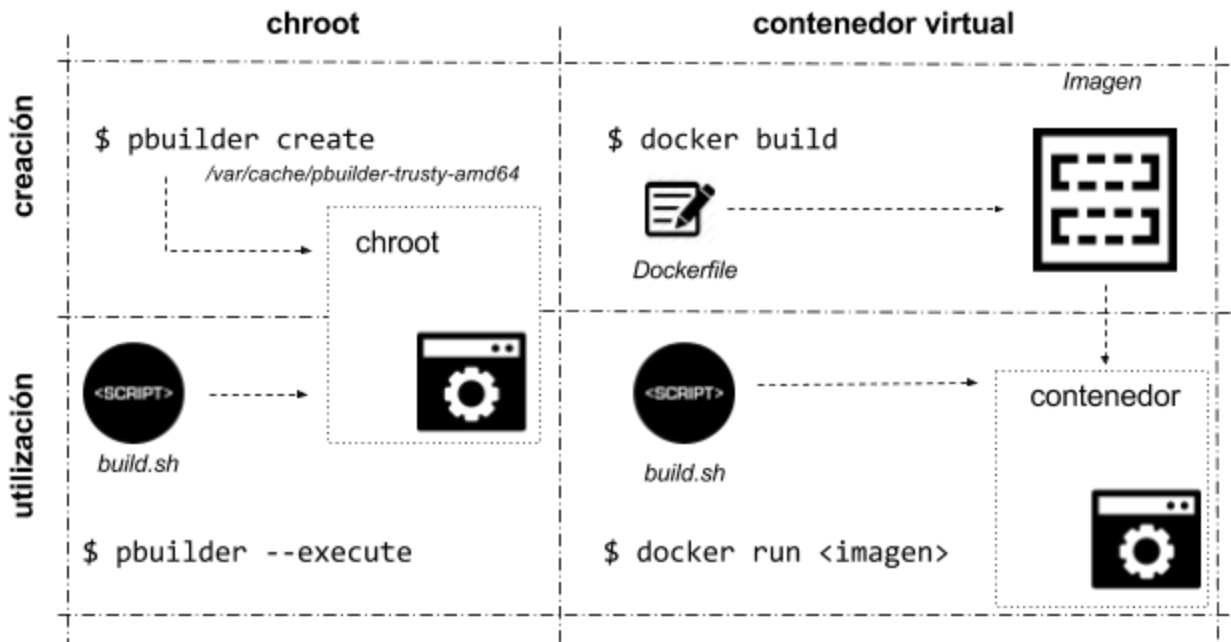 chroot
contenedor virtual
creación
$ pbuilder create
/var/cache/pbuilder-trusty-amd64
chroot
$ docker build
Dockerfile
Imagen
utilización
<SCRIPT>
build.sh
$ pbuilder --execute
<SCRIPT>
build.sh
contenedor
$ docker run <imagen>